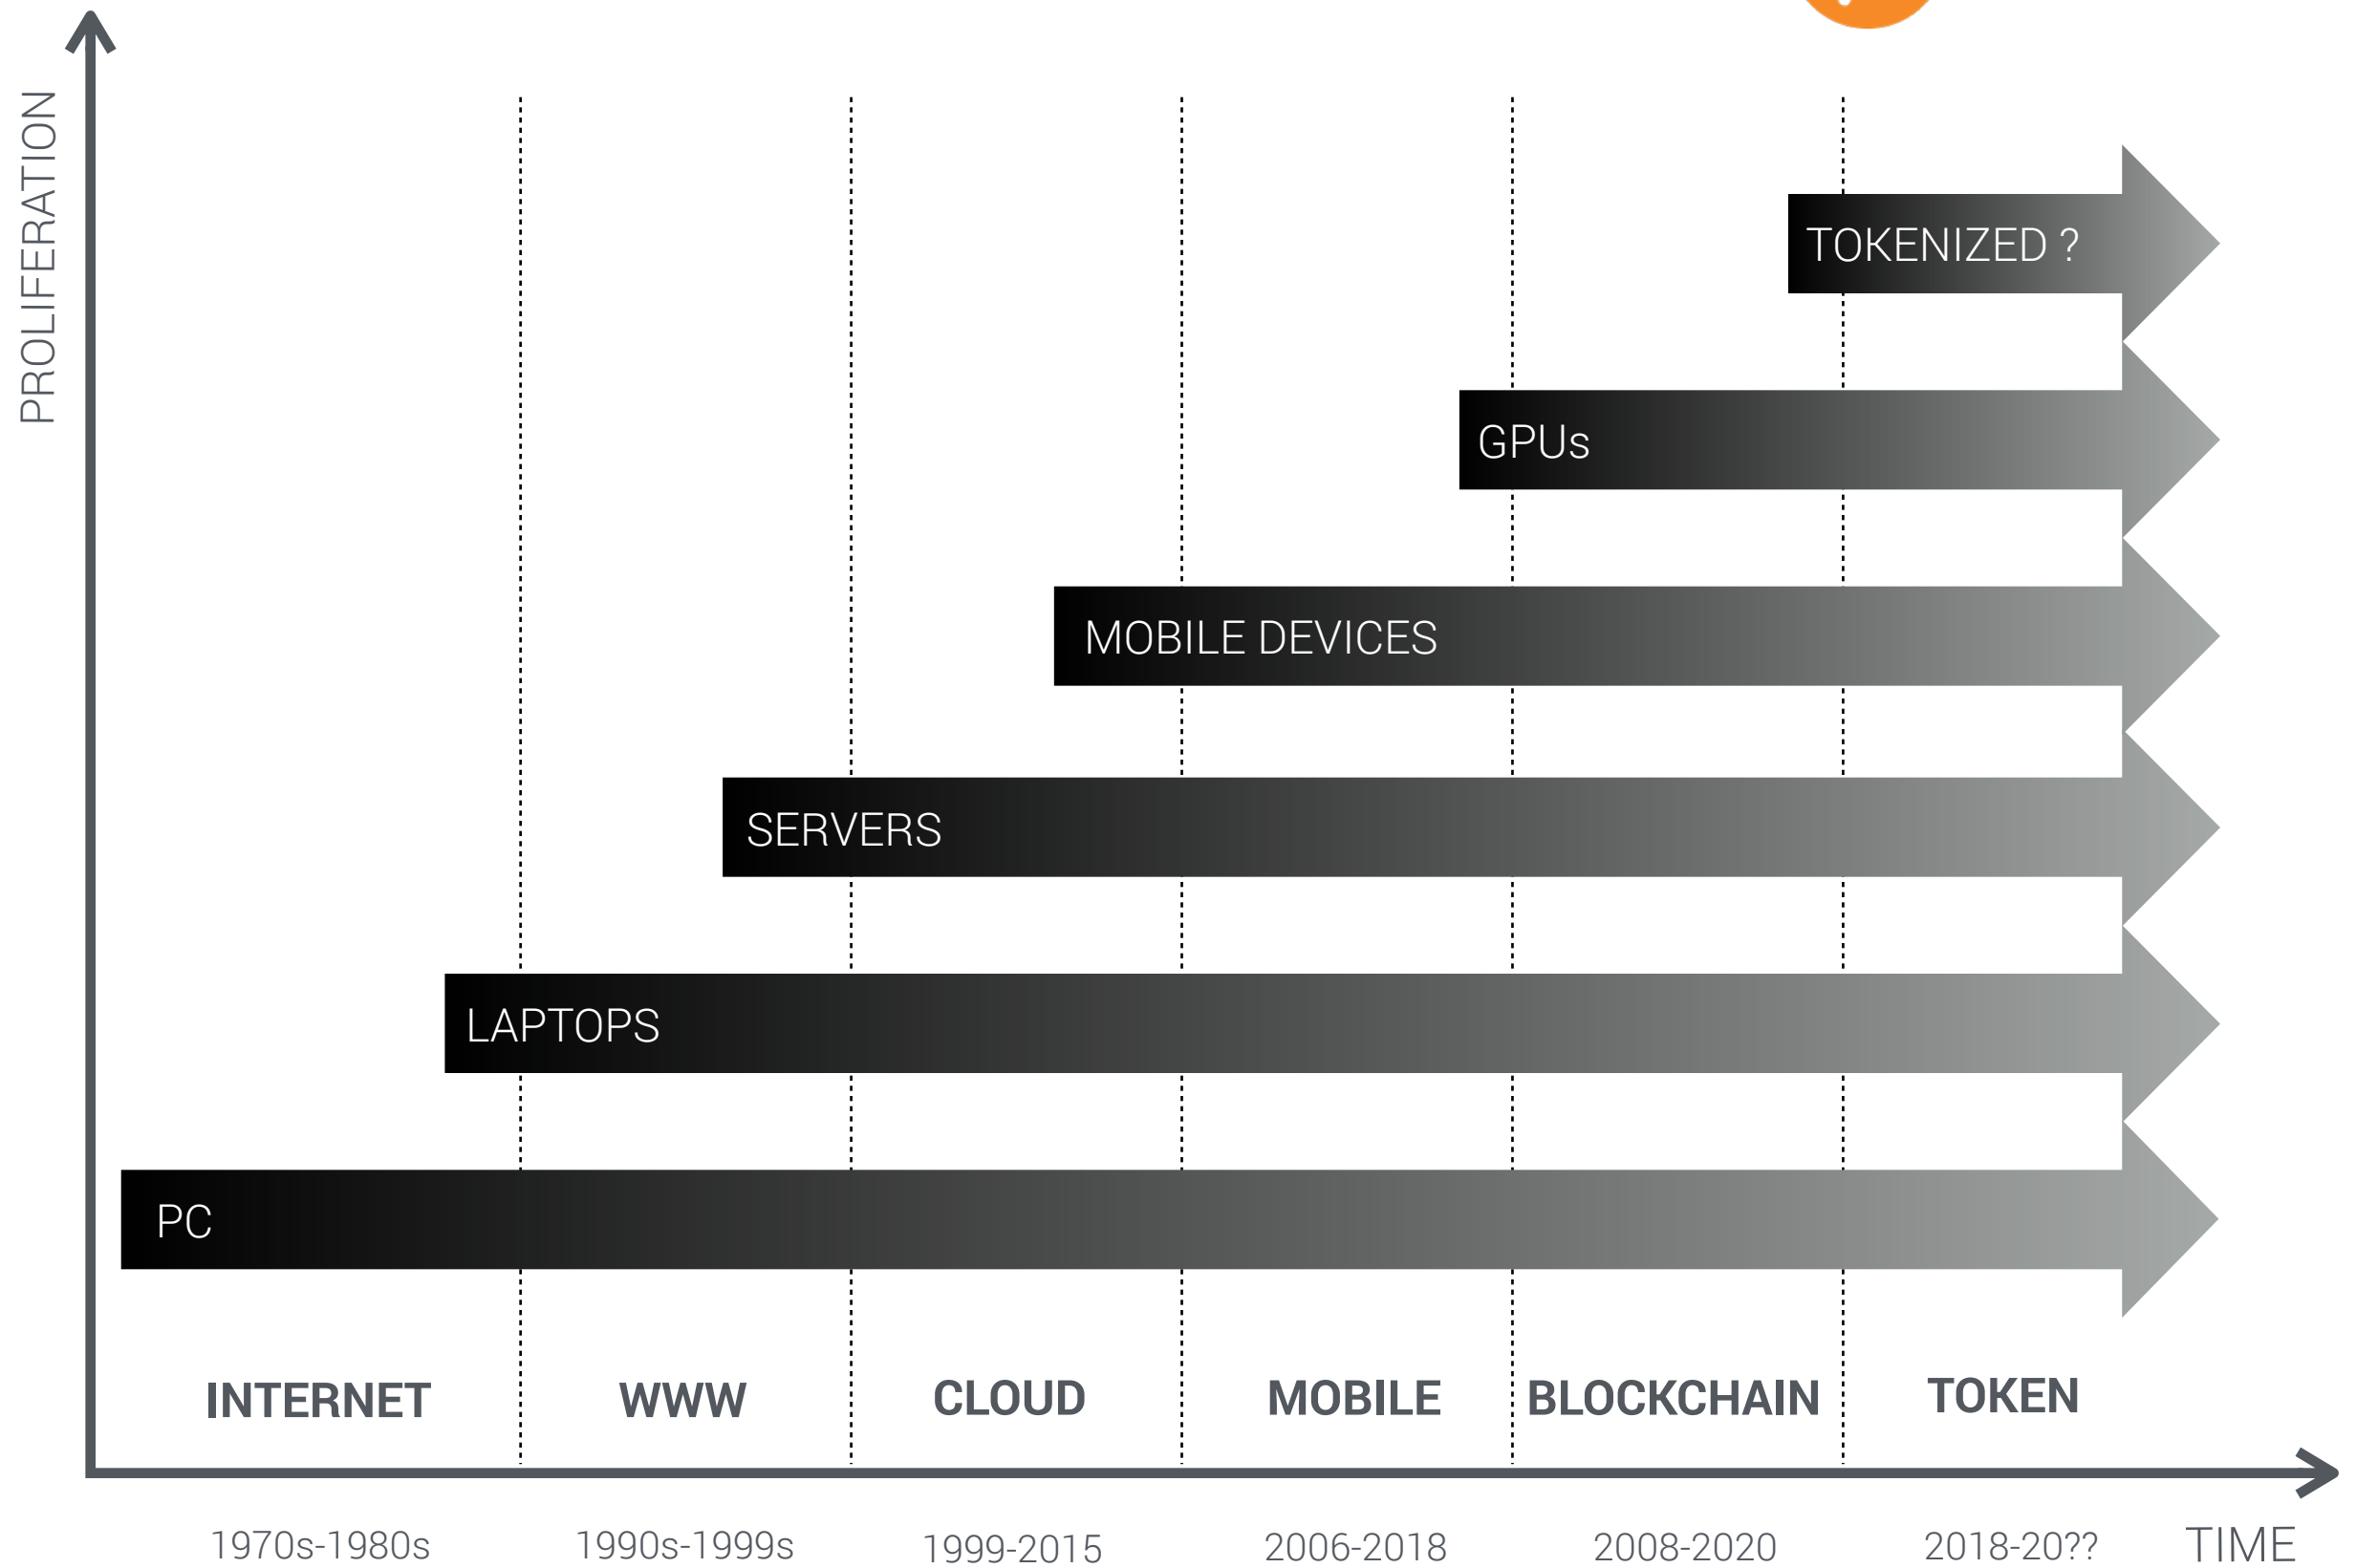 PROLIFERATION
TOKENIZED ?
GPUs
MOBILE DEVICES
SERVERS
LAPTOPS
PC
INTERNET
WWW
CLOUD
MOBILE
BLOCKCHAIN
TOKEN
1970s-1980s
1990s-1999s
1999-2015
2006-2018
2008-2020
2018-20??
TIME